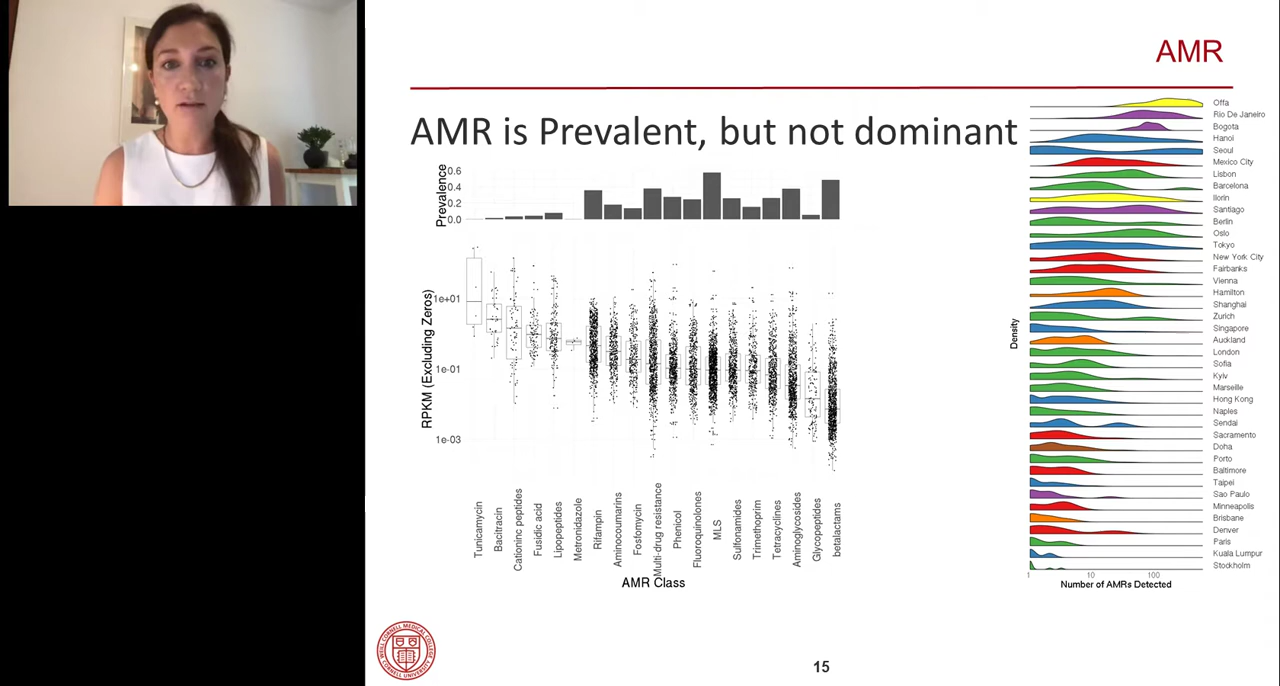 AMR
AMR is Prevalent, but not dominant
Prevalence
0.6
0.4
0.2
0.0
RPKM (Excluding Zeros)
1e+01
1e-01
1e-03
Tunicamycin
Bacitracin
Cationinc peptides
Fusidic acid
Lipopeptides
Metronidazole
Rifampin
Aminocoumarins
Fosfomycin
Multi-drug resistance
Phenicol
Fluoroquinolones
MLS
Sulfonamides
Trimethoprim
Tetracyclines
Aminoglycosides
Glycopeptides
betalactams
AMR Class
Offa
Rio De Janeiro
Bogota
Hanoi
Seoul
Mexico City
Lisbon
Barcelona
Ilorin
Santiago
Berlin
Oslo
Tokyo
New York City
Fairbanks
Vienna
Hamilton
Shanghai
Zurich
Singapore
Auckland
London
Sofia
Kyiv
Marseille
Hong Kong
Naples
Sendai
Sacramento
Doha
Porto
Baltimore
Taipei
Sao Paulo
Minneapolis
Brisbane
Denver
Paris
Kuala Lumpur
Stockholm
Density
1 10 100
Number of AMRs Detected
15